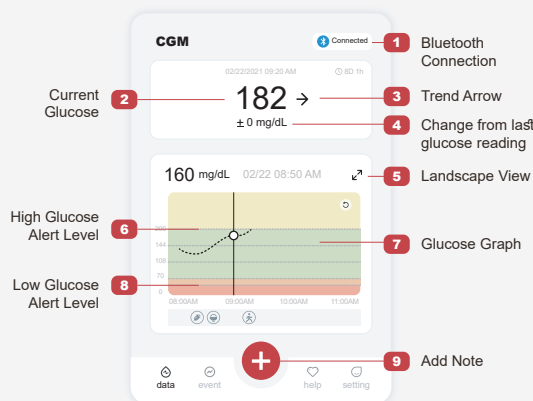 CGM
Connected
1
Bluetooth
Connection
02/22/2021 09:20 AM
8D 1h
Current
Glucose
2
182
3
Trend Arrow
± 0 mg/dL
4
Change from last
glucose reading
160 mg/dL
02/22 08:50 AM
5
Landscape View
High Glucose
Alert Level
6
200
144
108
70
0
7
Glucose Graph
Low Glucose
Alert Level
8
08:00AM
09:00AM
10:00AM
11:00AM
9
Add Note
data
event
help
setting